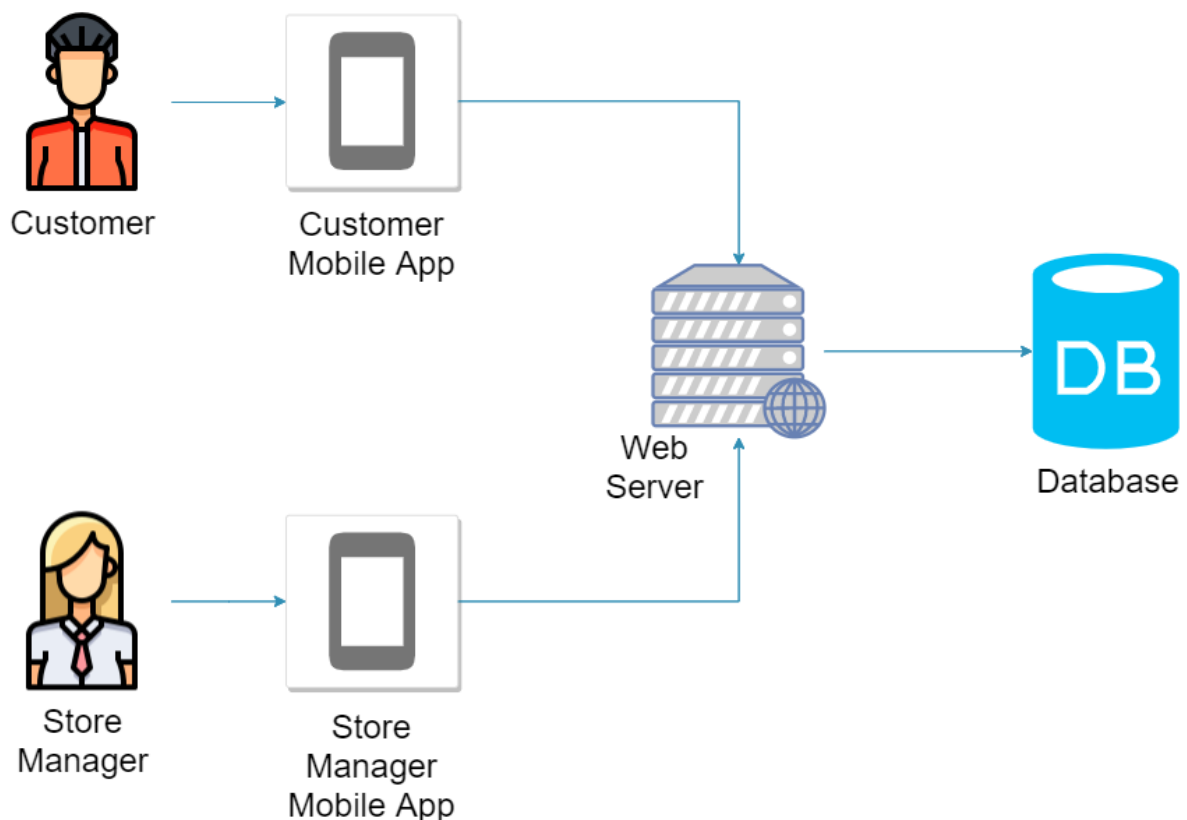 Customer
Customer
Mobile App
Web
Server
DB
Database
Store
Manager
Store
Manager
Mobile App